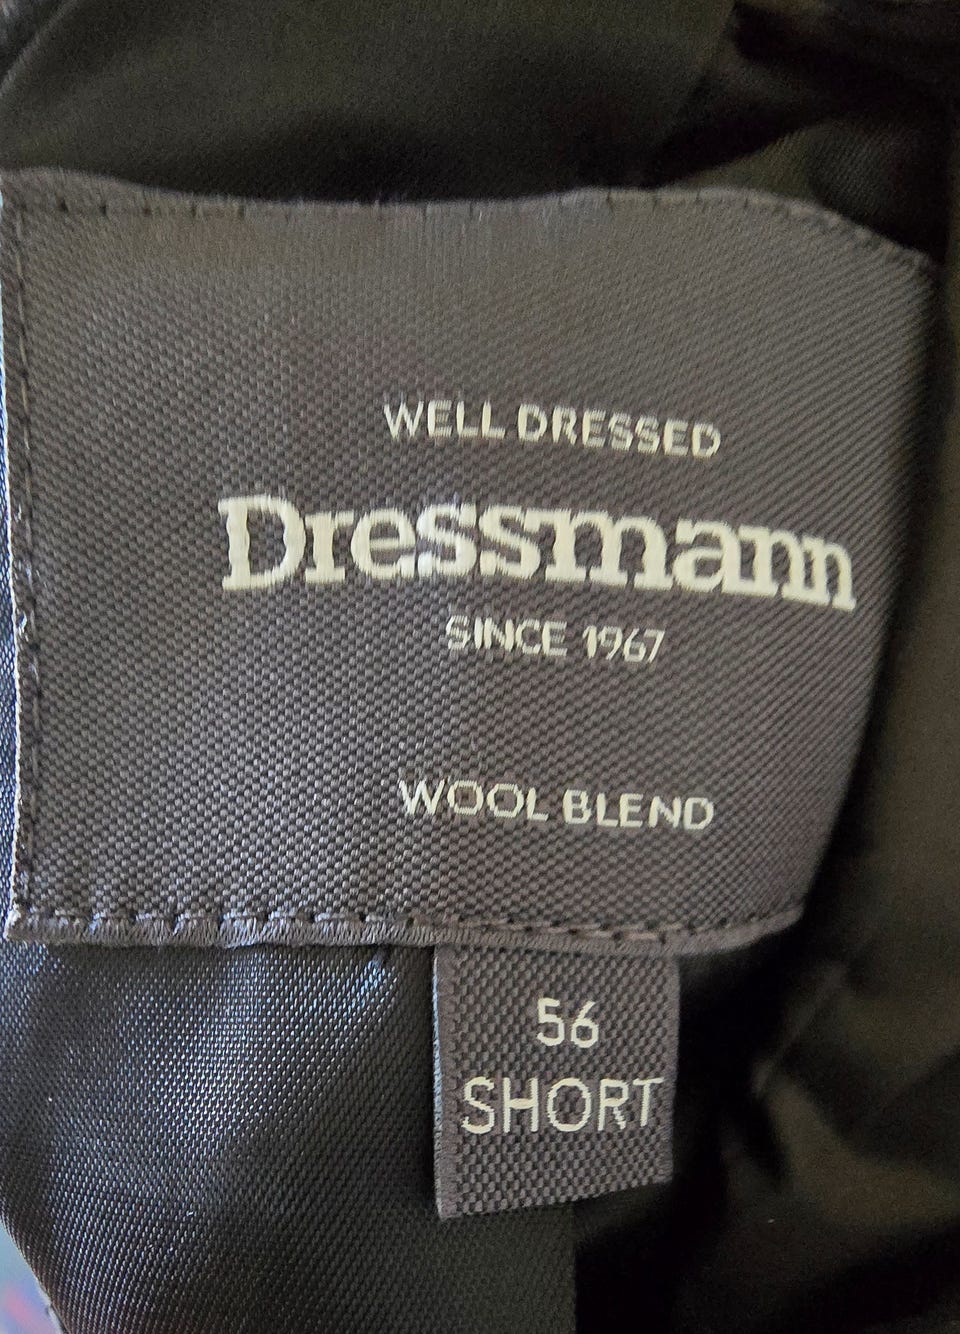 WELL DRESSED
Dressmann
SINCE 1967
WOOL BLEND
56
SHORT